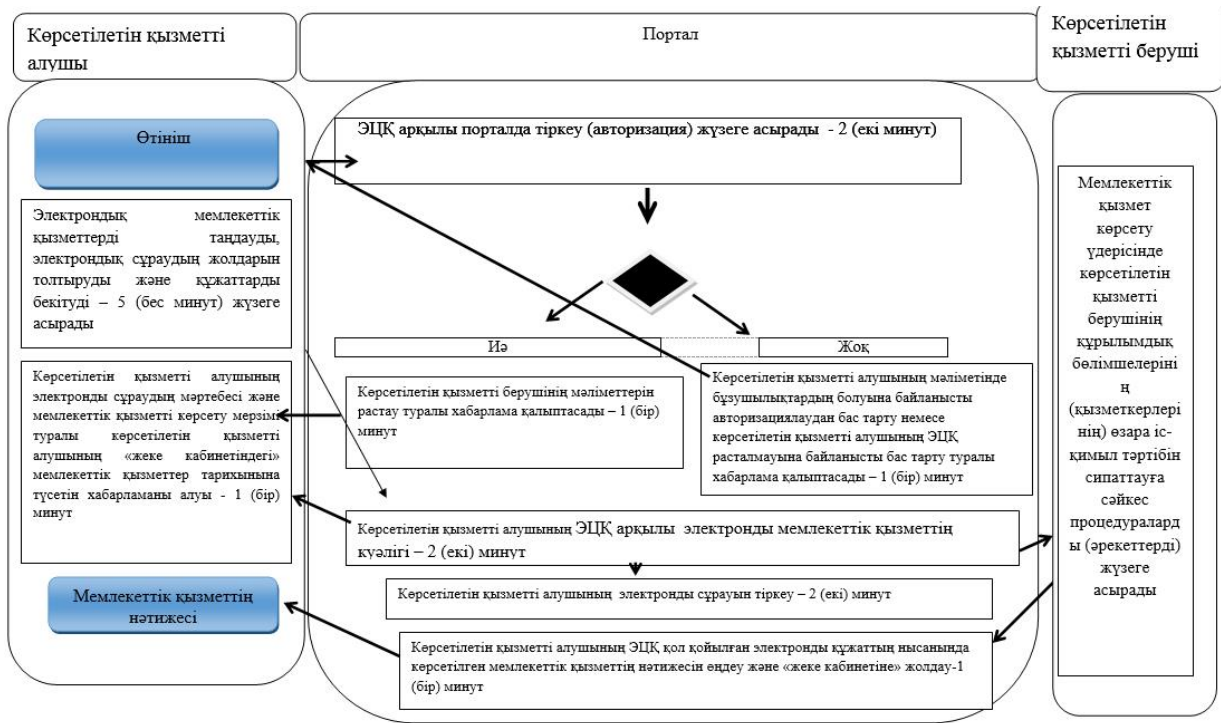 Көрсетілетін қызметті
алушы
Портал
Көрсетілетін
қызметті беруші
Өтініш
Электрондық мемлекеттік
қызметтерді таңдауды,
электрондық сұраудың жолдарын
толтыруды және құжаттарды
бекітуді – 5 (бес минут) жүзеге
асырады
Көрсетілетін қызметті алушының
электронды сұраудың мәртебесі және
мемлекеттік қызметті көрсету мерзімі
туралы көрсетілетін қызметті
алушының «жеке кабинетіндегі»
мемлекеттік қызметтер тарихынына
түсетін хабарламаны алуы - 1 (бір)
минут
Мемлекеттік қызметтің
нәтижесі
ЭЦҚ арқылы порталда тіркеу (авторизация) жүзеге асырады - 2 (екі минут)
Иә
Жоқ
Көрсетілетін қызметті берушінің мәліметтерін
растау туралы хабарлама қалыптасады – 1 (бір)
минут
Көрсетілетін қызметті алушының мәліметінде
бұзушылықтардың болуына байланысты
авторизациялаудан бас тарту немесе
көрсетілетін қызметті алушының ЭЦҚ
расталмауына байланысты бас тарту туралы
хабарлама қалыптасады – 1 (бір) минут
Көрсетілетін қызметті алушының ЭЦҚ арқылы электронды мемлекеттік қызметтің
куәлігі – 2 (екі) минут
Көрсетілетін қызметті алушының электронды сұрауын тіркеу – 2 (екі) минут
Көрсетілетін қызметті алушының ЭЦҚ қол қойылған электронды құжаттың нысанында
көрсетілген мемлекеттік қызметтің нәтижесін өңдеу және «жеке кабинетіне» жолдау-1
(бір) минут
Мемлекеттік
қызмет
көрсету
үдерісінде
көрсетілетін
қызметті
берушінің
құрылымдық
бөлімшелеріні
ң
(қызметкерлері
нің) өзара іс-
қимыл тәртібін
сипаттауға
сәйкес
процедуралард
ы (әрекеттерді)
жүзеге
асырады